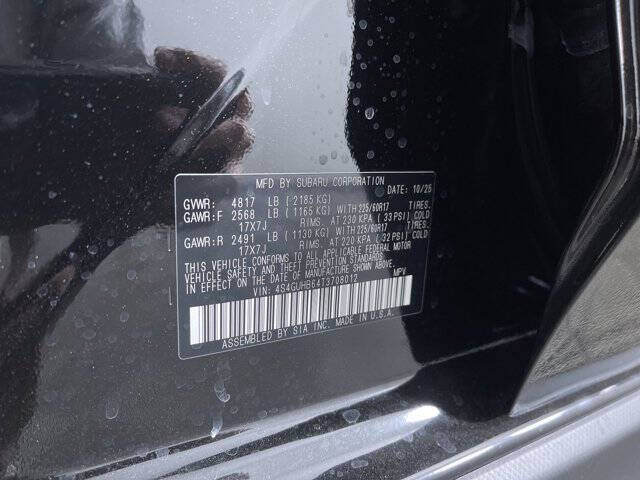 MFD BY SUBARU CORPORATION
DATE: 10/25
GVWR: 4817 LB (2185 KG)
GAWR:F 2568 LB (1165 KG) WITH 225/60R17 TIRES.
17X7J RIMS. AT 230 KPA (33 PSI) COLD
GAWR:R 2491 LB (1130 KG) WITH 225/60R17 TIRES.
17X7J RIMS. AT 220 KPA (32 PSI) COLD
THIS VEHICLE CONFORMS TO ALL APPLICABLE FEDERAL MOTOR
VEHICLE SAFETY AND THEFT PREVENTION STANDARDS
IN EFFECT ON THE DATE OF MANUFACTURE SHOWN ABOVE.
VIN: 4S4GUHB64T3708012 MPV
ASSEMBLED BY SIA INC. MADE IN U.S.A.